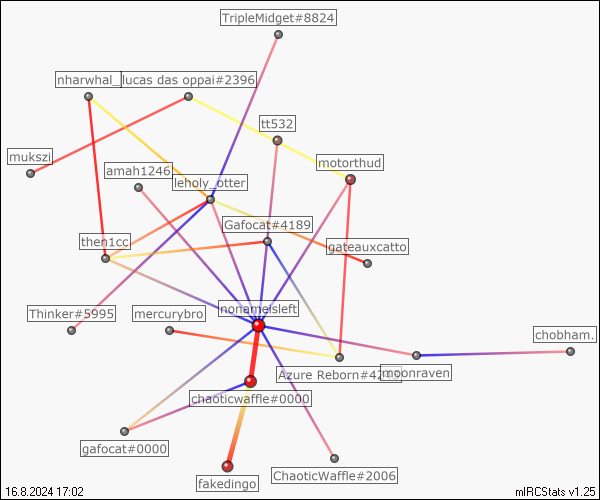 TripleMidget#8824
nharwhal_
lucas das oppai#2396
tt532
mukszi
amah1246
motorthud
leholy_otter
Gafocat#4189
then1cc
gateauxcatto
nonameisleft
Thinker#5995
mercurybro
chobham.
Azure Reborn#42
moonraven
chaoticwaffle#0000
gafocat#0000
fakedingo
ChaoticWaffle#2006
16.8.2024 17:02
mIRCStats v1.25